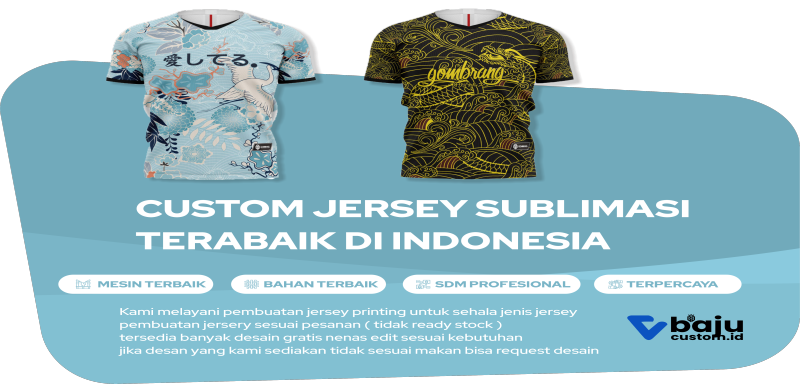 愛してる。
gombrang
CUSTOM JERSEY SUBLIMASI
TERABAIK DI INDONESIA
MESIN TERBAIK
BAHAN TERBAIK
SDM PROFESIONAL
TERPERCAYA
Kami melayani pembuatan jersey printing untuk sehala jenis jersey
pembuatan jersery sesuai pesanan ( tidak ready stock )
tersedia banyak desain gratis nenas edit sesuai kebutuhan
jika desan yang kami sediakan tidak sesuai makan bisa request desain
baju
custom.id